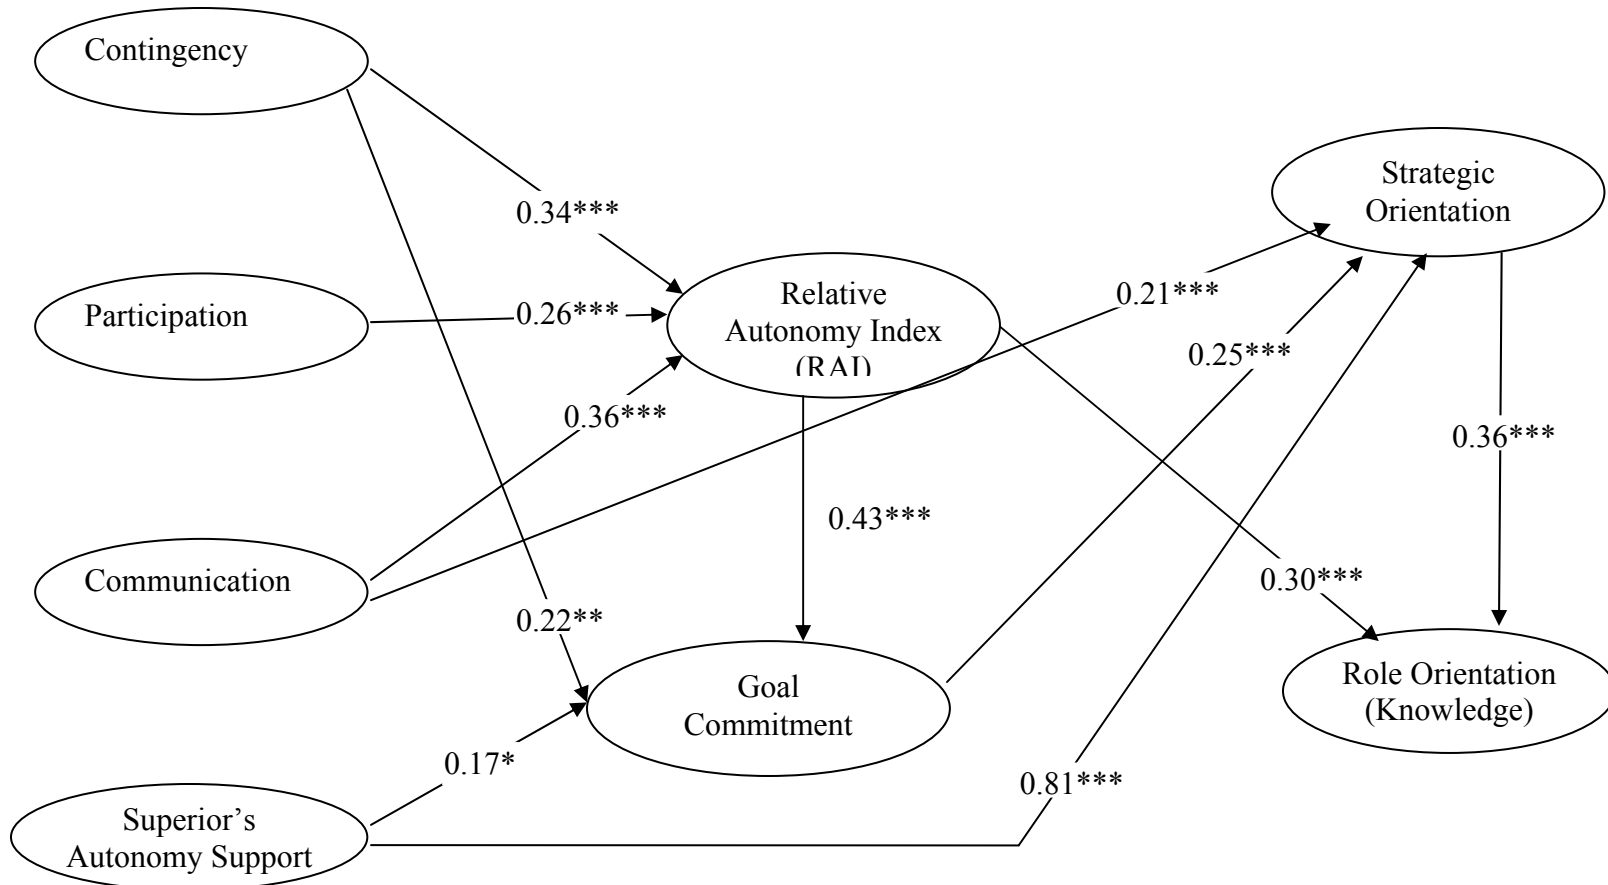 Contingency
Strategic
Orientation
0.34***
Relative
Autonomy Index
(RAI)
0.21***
Participation
0.26***
0.25***
0.36***
0.36***
0.43***
Communication
0.30***
0.22**
Goal
Commitment
Role Orientation
(Knowledge)
0.17*
0.81***
Superior’s
Autonomy Support